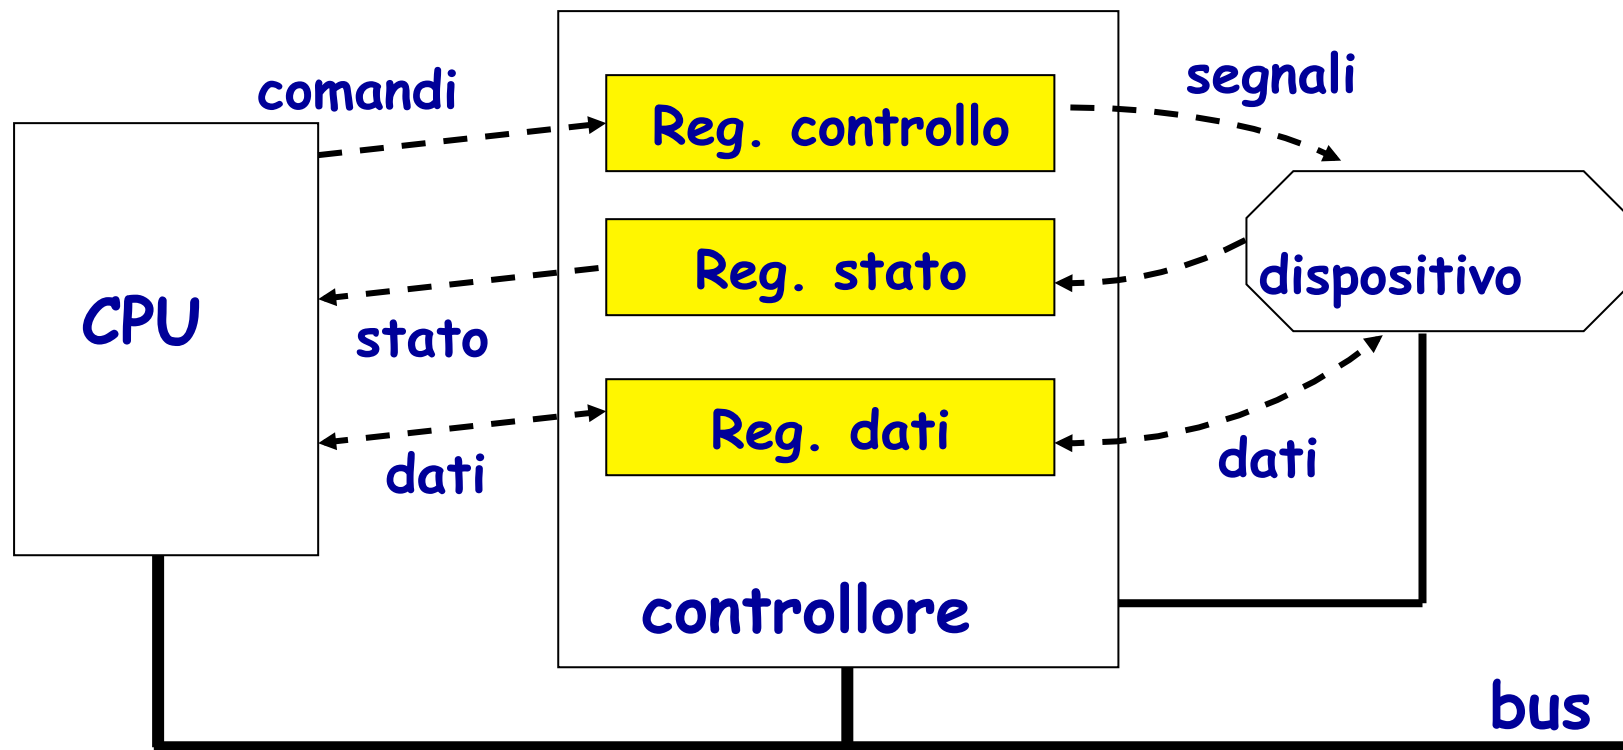 comandi
segnali
Reg. controllo
Reg. stato
dispositivo
CPU
stato
Reg. dati
dati
dati
controllore
bus